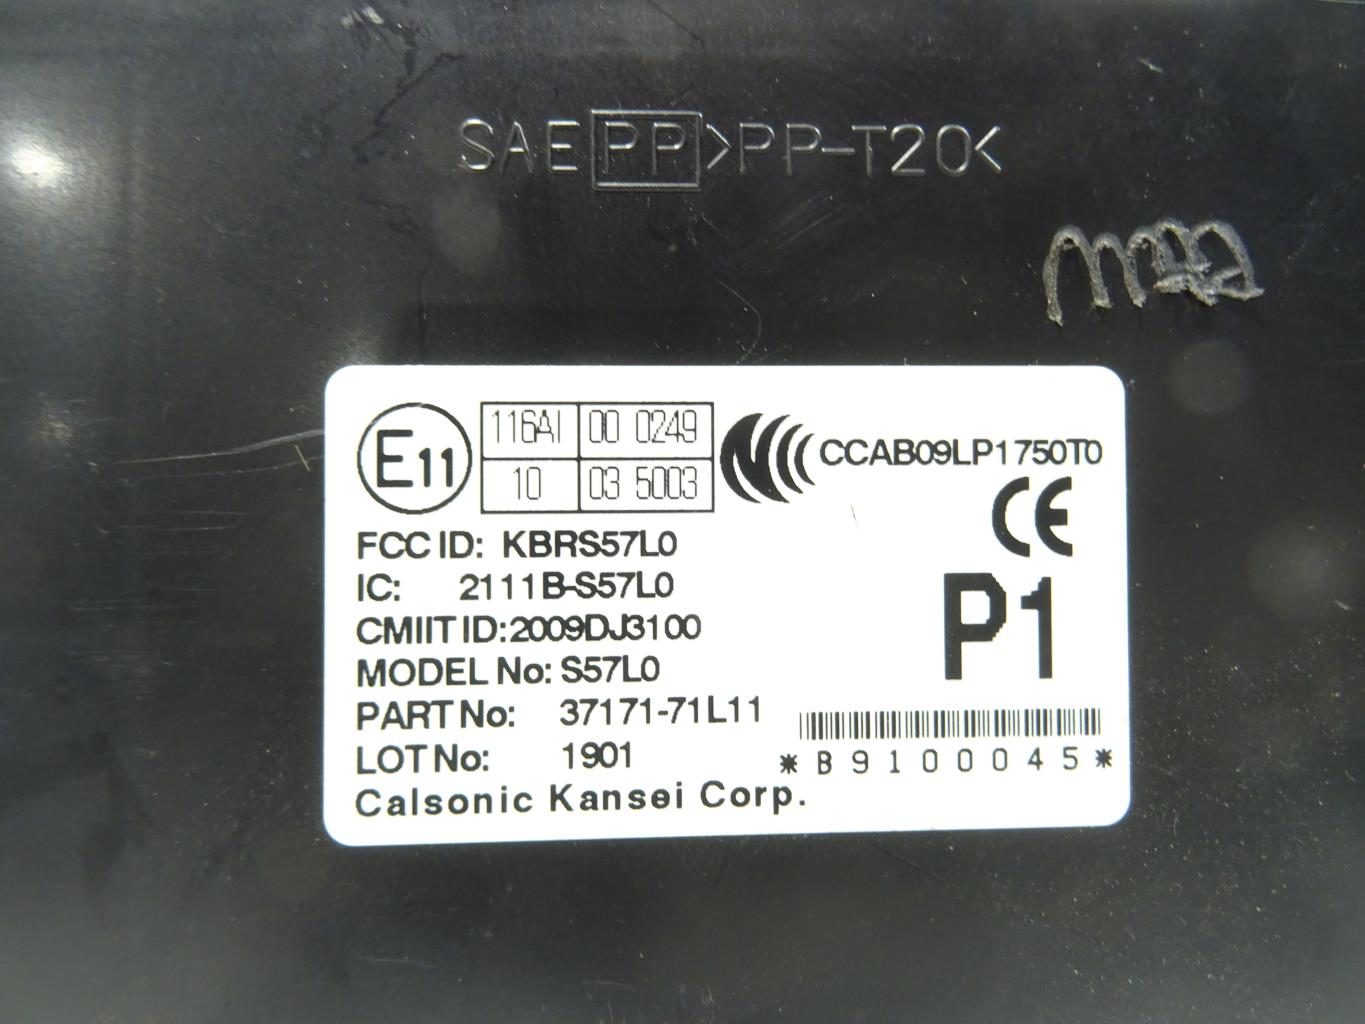 SAE PP >PP-T20<
E11 116AI 00 0249
10 03 5003
CCAB09LP1750T0
CE
FCC ID: KBRS57L0
IC: 2111B-S57L0
CMIIT ID:2009DJ3100
P1
MODEL No: S57L0
PART No: 37171-71L11
LOT No: 1901
*B9100045*
Calsonic Kansei Corp.